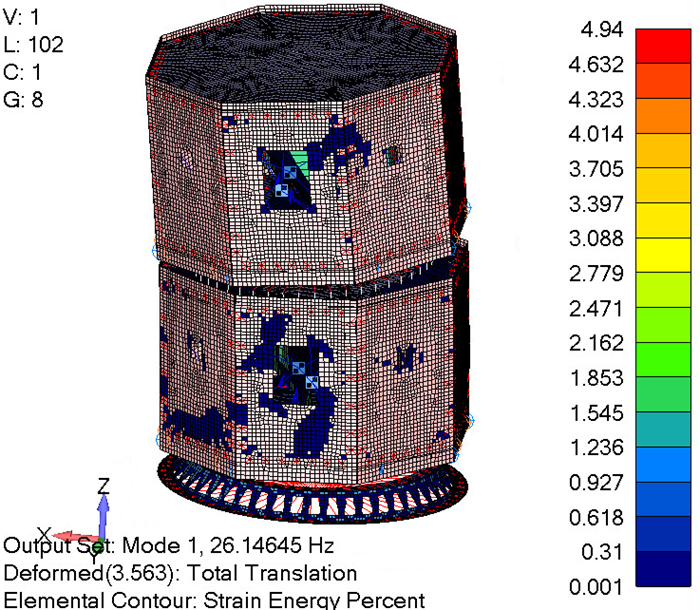 V: 1
L: 102
C: 1
G: 8
4.94
4.632
4.323
4.014
3.705
3.397
3.088
2.779
2.471
2.162
1.853
1.545
1.236
0.927
0.618
0.31
0.001
Z
X
Y
Output Set: Mode 1, 26.14645 Hz
Deformed(3.563): Total Translation
Elemental Contour: Strain Energy Percent